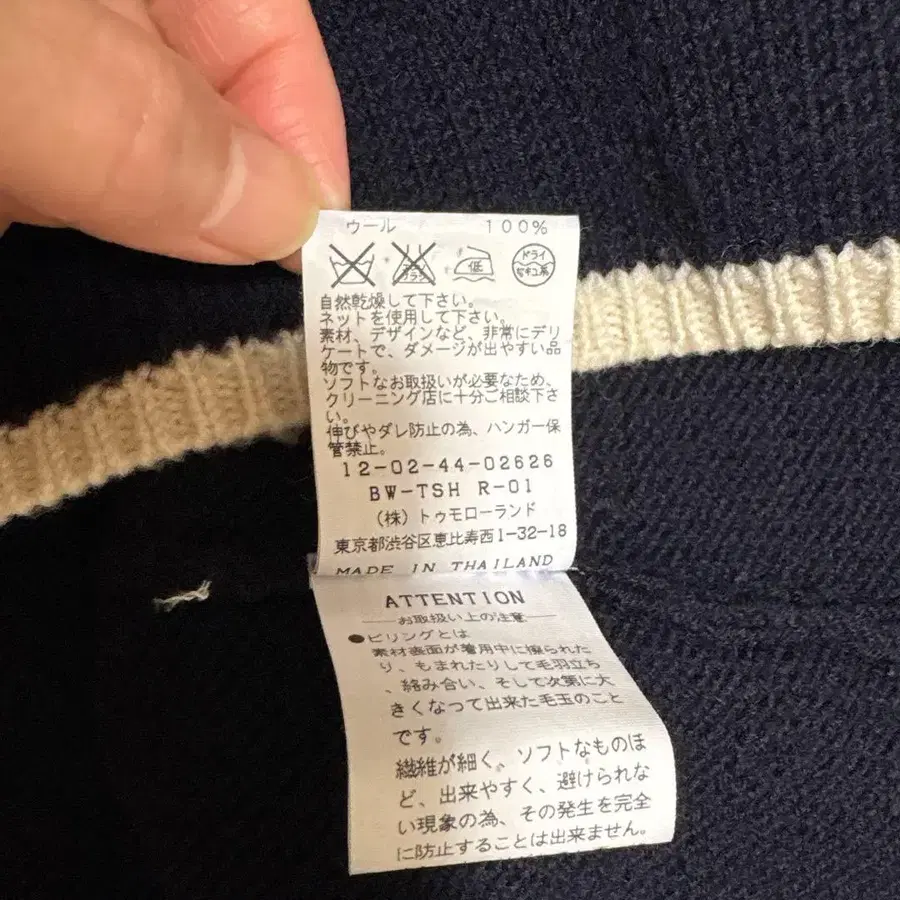 ウール 100%
エンソ サラシ
低
ドライ
セキユ系
自然乾燥して下さい。
ネットを使用して下さい。
素材、デザインなど、非常にデリ
ケートで、ダメージが出やすい品
物です。
ソフトなお取扱いが必要なため、
クリーニング店に十分ご相談下さ
い。
伸びやダレ防止の為、ハンガー保
管禁止。
12-02-44-02626
BW-TSH R-01
(株)トゥモローランド
東京都渋谷区恵比寿西1-32-18
MADE IN THAILAND
ATTENTION
お取扱い上の注意
●ピリングとは
素材表面が着用中に擦られた
り、もまれたりして毛羽立ち
、絡み合い、そして次第に大
きくなって出来た毛玉のこと
です。
繊維が細く、ソフトなものほ
ど、出来やすく、避けられな
い現象の為、その発生を完全
に防止することは出来ません。